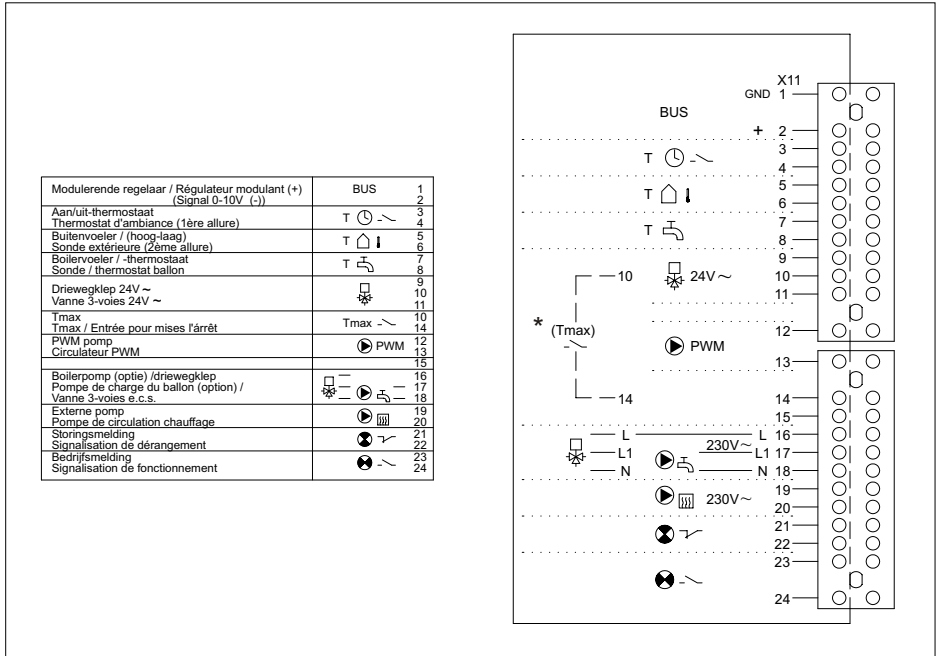 Modulerende regelaar / Régulateur modulant (+) BUS 1
(Signal 0-10V (-)) 2
Aan/uit-thermostaat 3
Thermostat d'ambiance (1ère allure) T 4
Buitenvoeler / (hoog-laag) 5
Sonde extérieure (2ème allure) T 6
Boilervoeler / -thermostaat 7
Sonde / thermostat ballon T 8
9
Driewegklep 24V ~ 10
Vanne 3-voies 24V ~ 11
Tmax 10
Tmax / Entrée pour mises l'árrêt Tmax 14
PWM pomp 12
Circulateur PWM PWM 13
15
Boilerpomp (optie) /driewegklep 16
Pompe de charge du ballon (option) / 17
Vanne 3-voies e.c.s. 18
Externe pomp 19
Pompe de circulation chauffage 20
Storingsmelding 21
Signalisation de dérangement 22
Bedrijfsmelding 23
Signalisation de fonctionnement 24
X11
GND 1
BUS
+ 2
3
T
4
5
T
6
7
T
8
9
10 24V~ 10
11
* (Tmax)
12
PWM
13
14 14
15
L L 16
L1 230V~ L1 17
N N 18
19
230V~
20
21
22
23
24